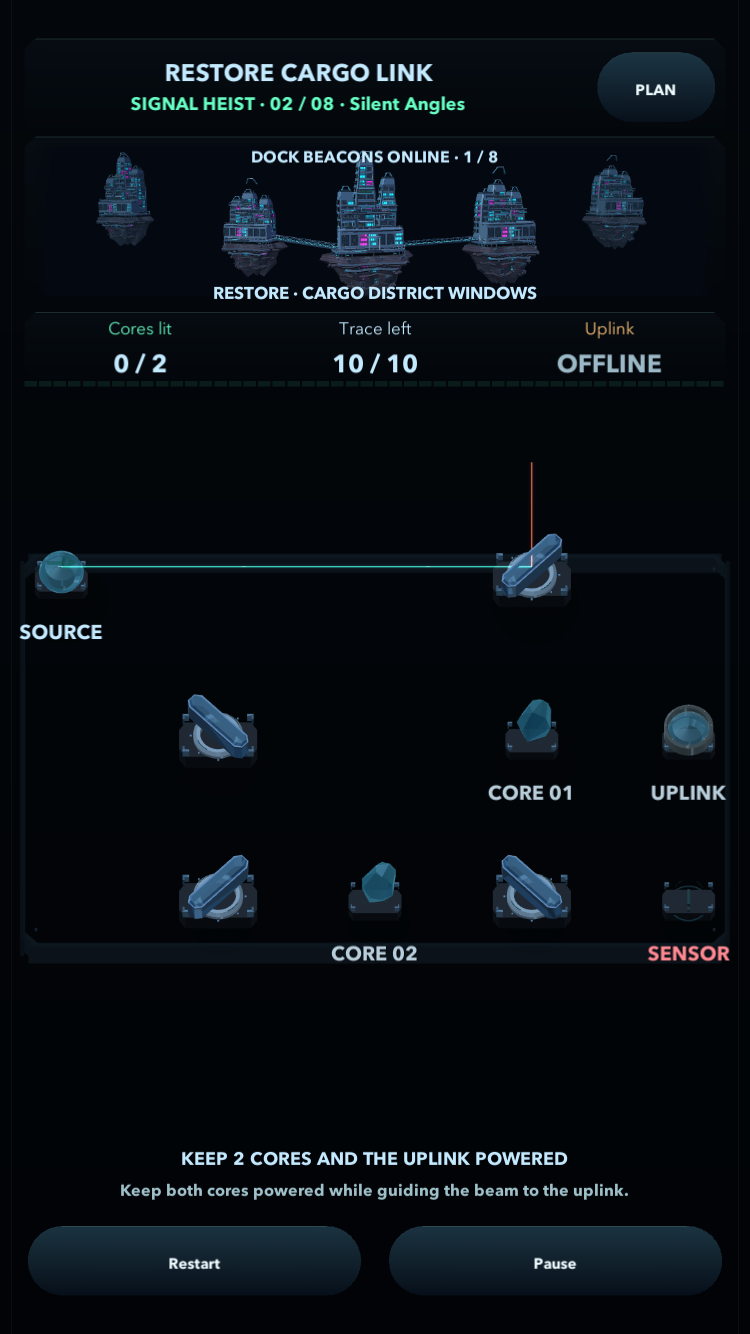 RESTORE CARGO LINK
SIGNAL HEIST · 02 / 08 · Silent Angles
PLAN
DOCK BEACONS ONLINE · 1 / 8
RESTORE · CARGO DISTRICT WINDOWS
Cores lit
Trace left
Uplink
0 / 2
10 / 10
OFFLINE
SOURCE
CORE 01
UPLINK
CORE 02
SENSOR
KEEP 2 CORES AND THE UPLINK POWERED
Keep both cores powered while guiding the beam to the uplink.
Restart
Pause